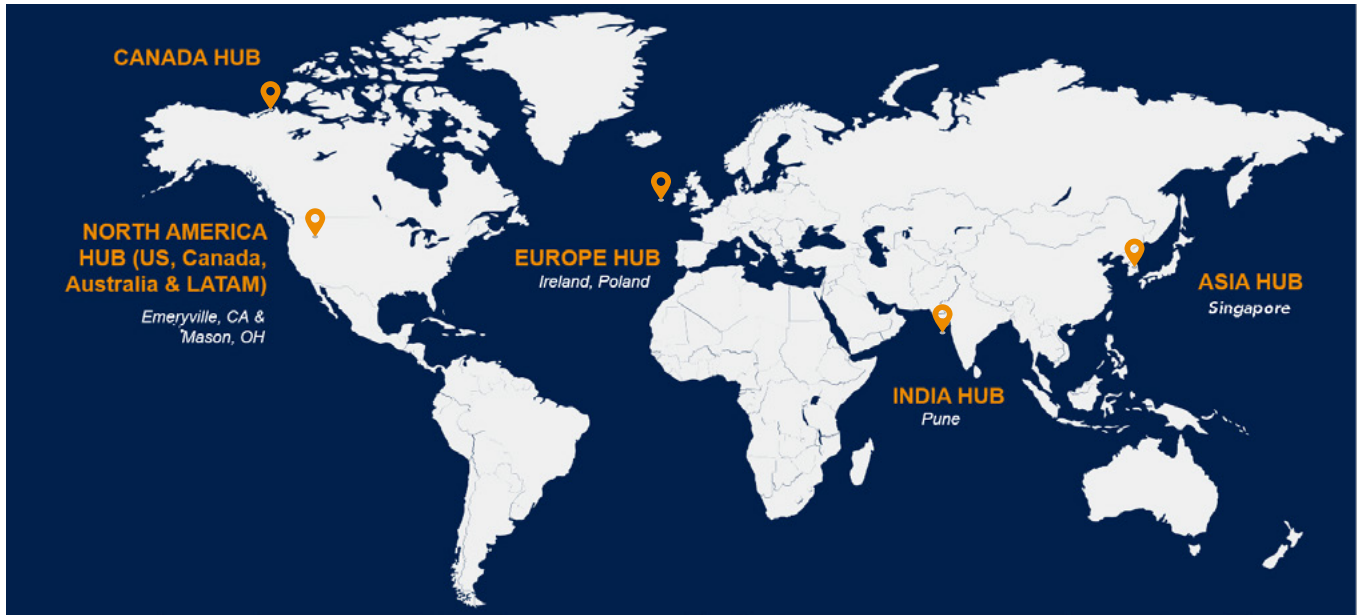 CANADA HUB
NORTH AMERICA
HUB (US, Canada,
Australia & LATAM)
Emeryville, CA &
Mason, OH
EUROPE HUB
Ireland, Poland
ASIA HUB
Singapore
INDIA HUB
Pune